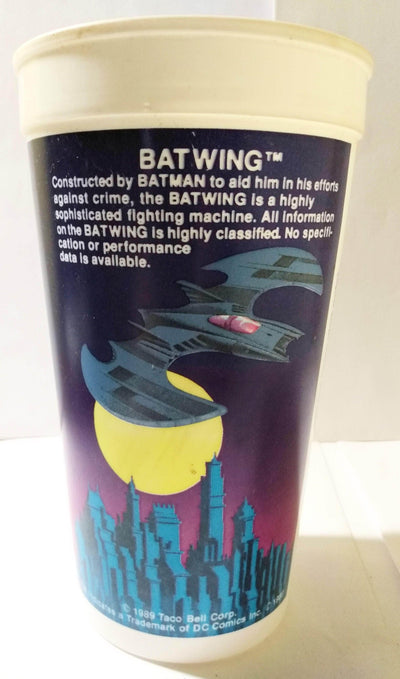 BATWING™
Constructed by BATMAN to aid him in his efforts
against crime, the BATWING is a highly
sophisticated fighting machine. All information
on the BATWING is highly classified. No specifi-
cation or performance
data is available.
© 1989 Taco Bell Corp.
a Trademark of DC Comics Inc.